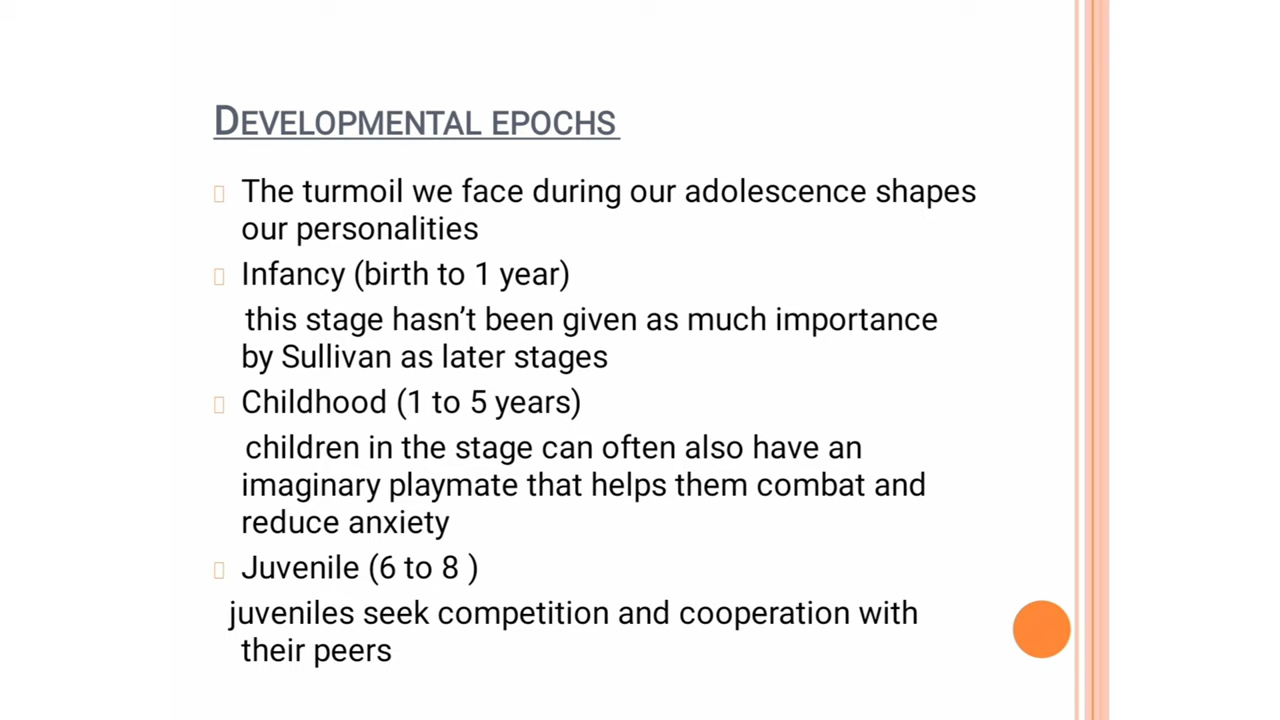 DEVELOPMENTAL EPOCHS
The turmoil we face during our adolescence shapes
our personalities
Infancy (birth to 1 year)
this stage hasn't been given as much importance
by Sullivan as later stages
Childhood (1 to 5 years)
children in the stage can often also have an
imaginary playmate that helps them combat and
reduce anxiety
Juvenile (6 to 8 )
juveniles seek competition and cooperation with
their peers